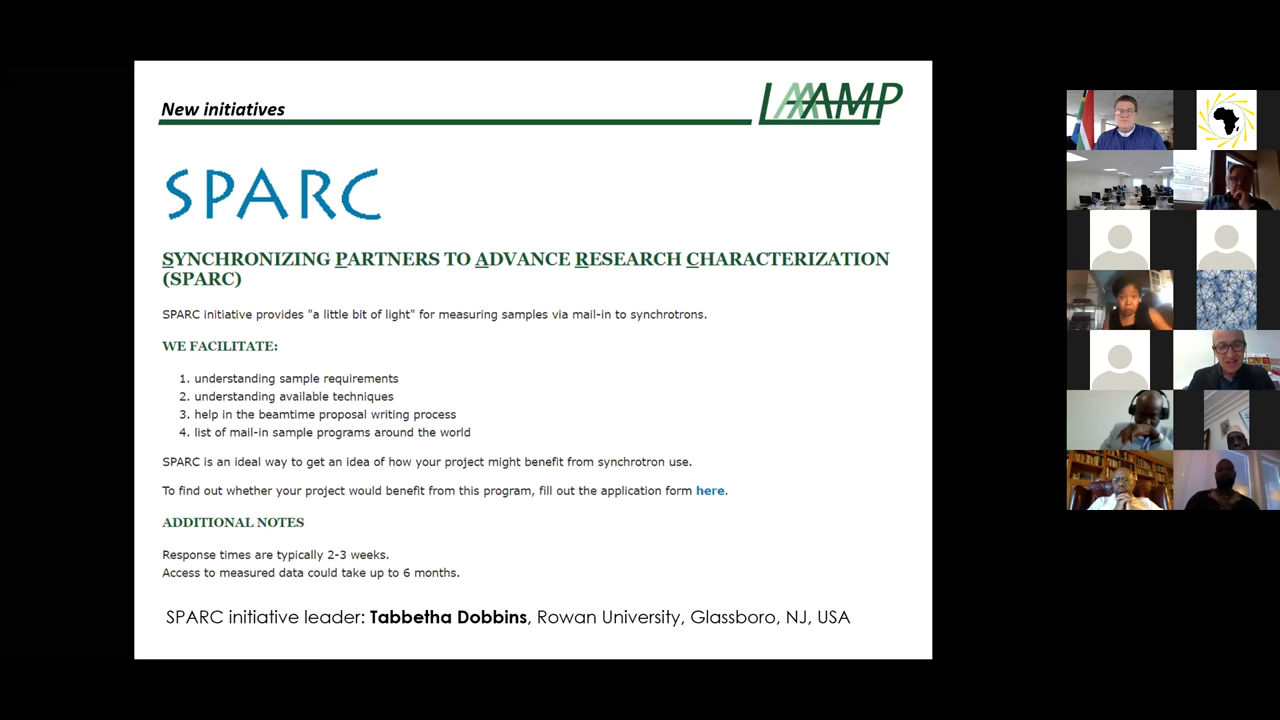 New initiatives
LAAAMP
SPARC
SYNCHRONIZING PARTNERS TO ADVANCE RESEARCH CHARACTERIZATION
(SPARC)
SPARC initiative provides "a little bit of light" for measuring samples via mail-in to synchrotrons.
WE FACILITATE:
1. understanding sample requirements
2. understanding available techniques
3. help in the beamtime proposal writing process
4. list of mail-in sample programs around the world
SPARC is an ideal way to get an idea of how your project might benefit from synchrotron use.
To find out whether your project would benefit from this program, fill out the application form here.
ADDITIONAL NOTES
Response times are typically 2-3 weeks.
Access to measured data could take up to 6 months.
SPARC initiative leader: Tabbetha Dobbins, Rowan University, Glassboro, NJ, USA